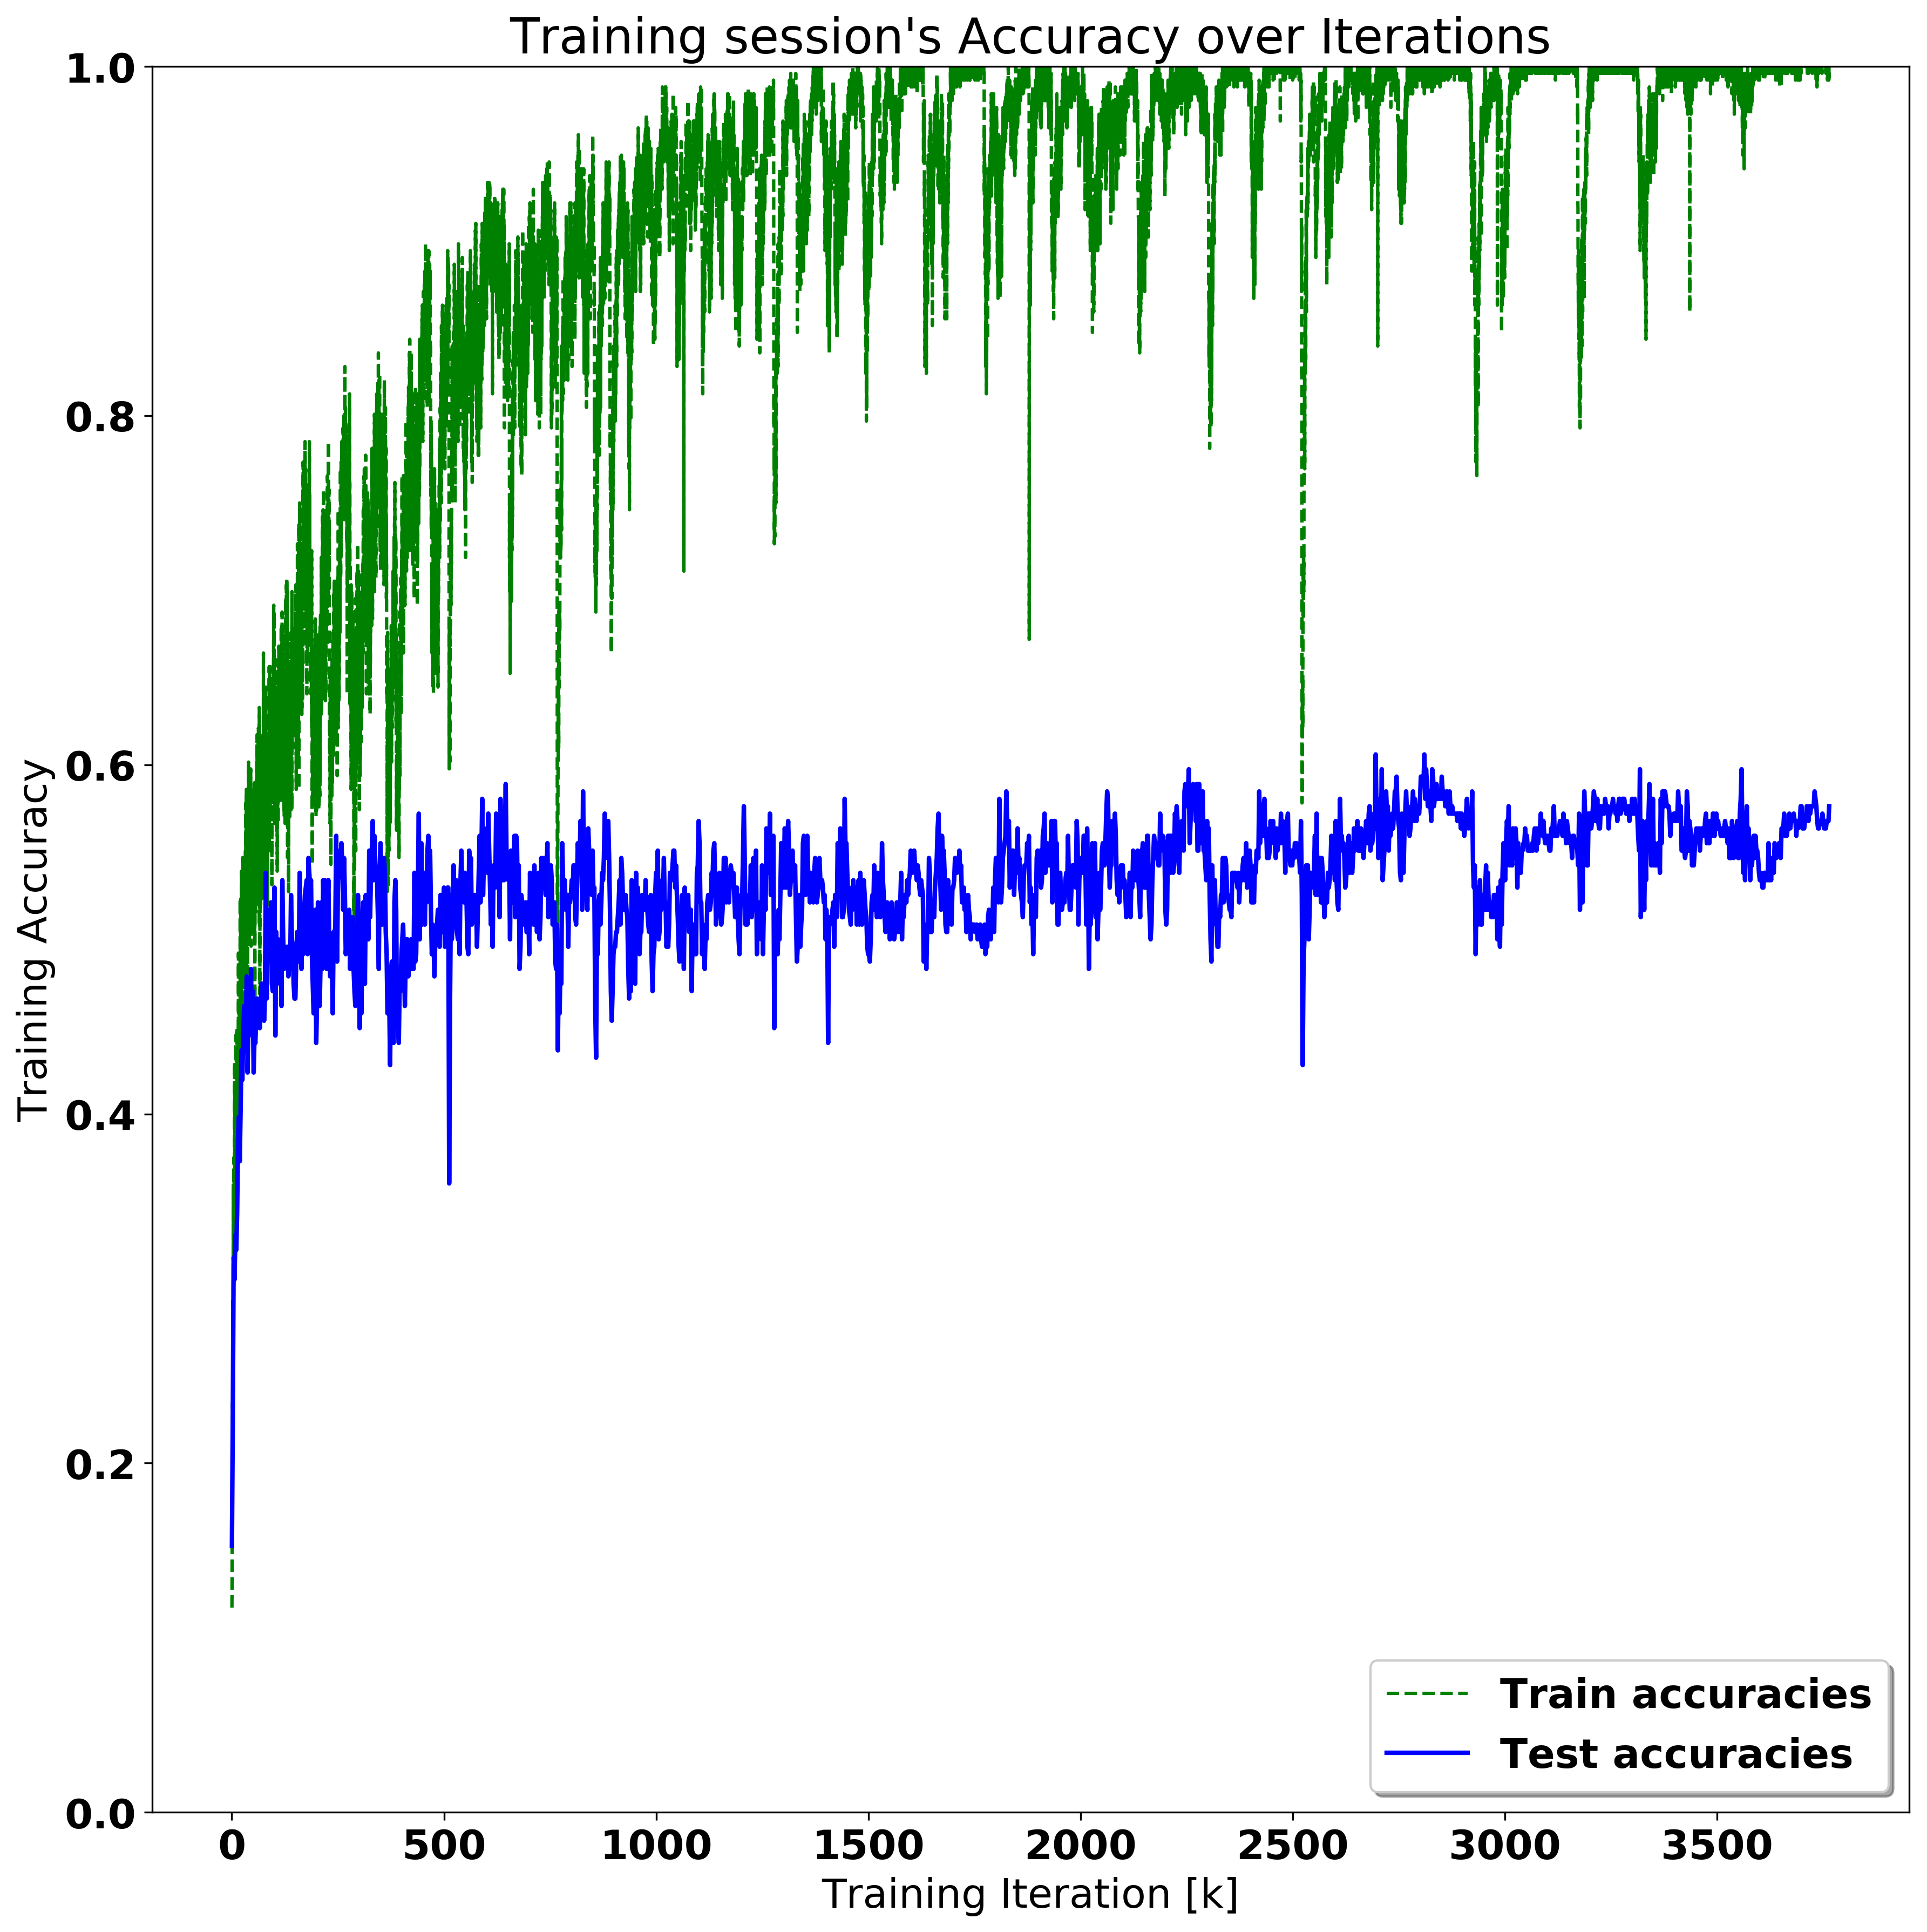 Training session's Accuracy over Iterations
1.0
0.8
0.6
0.4
0.2
0.0
Training Accuracy
0 500 1000 1500 2000 2500 3000 3500
Training Iteration [k]
Train accuracies
Test accuracies